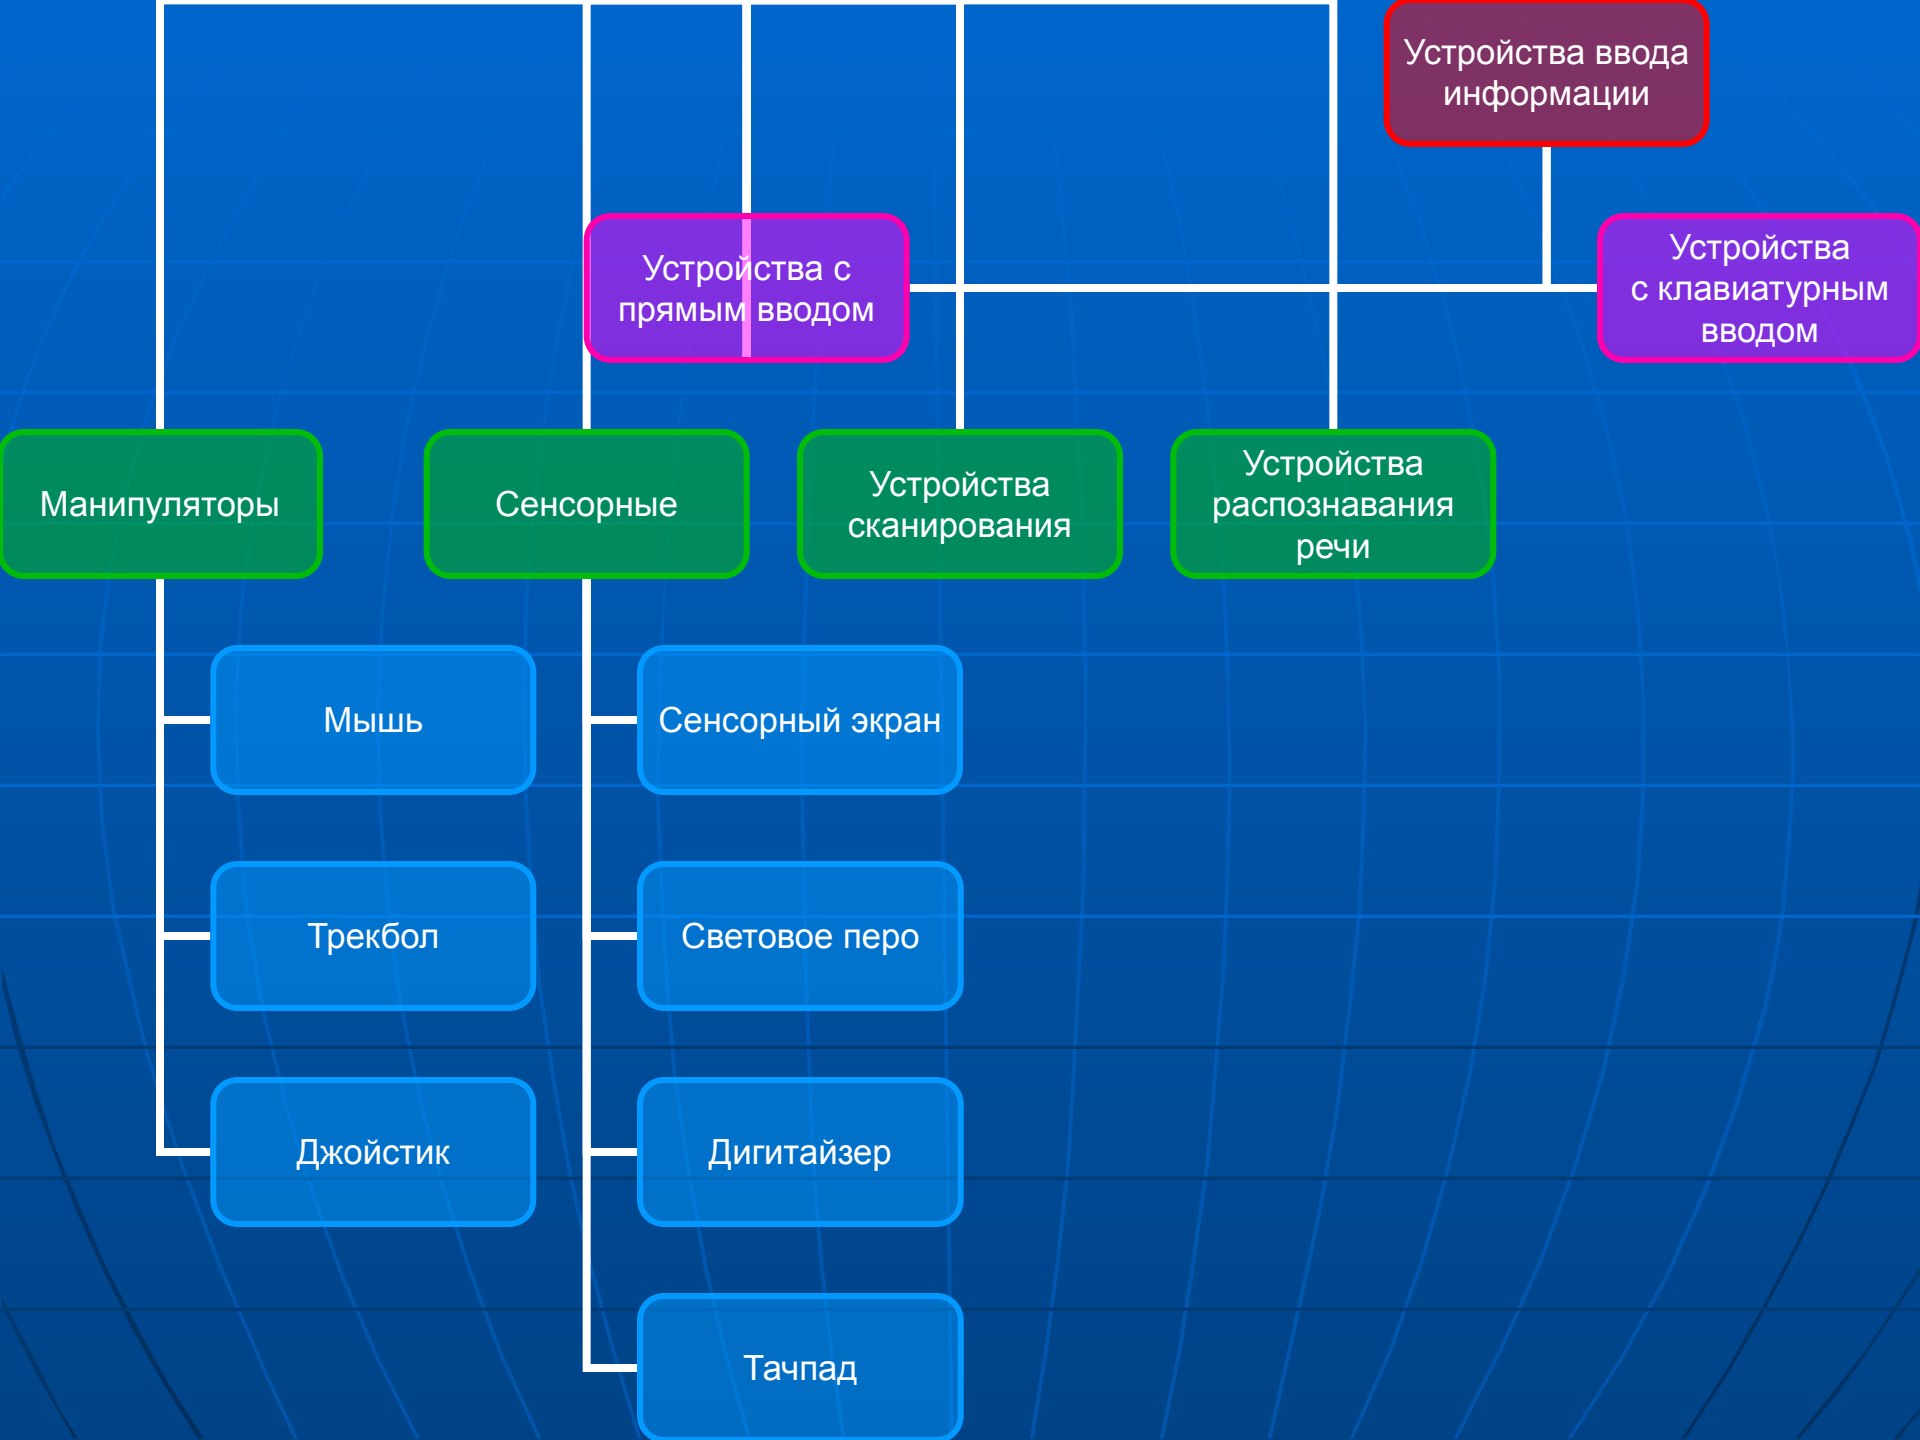 Устройства ввода
информации
Устройства с
прямым вводом
Устройства
с клавиатурным
вводом
Манипуляторы
Сенсорные
Устройства
сканирования
Устройства
распознавания
речи
Мышь
Сенсорный экран
Трекбол
Световое перо
Джойстик
Дигитайзер
Тачпад